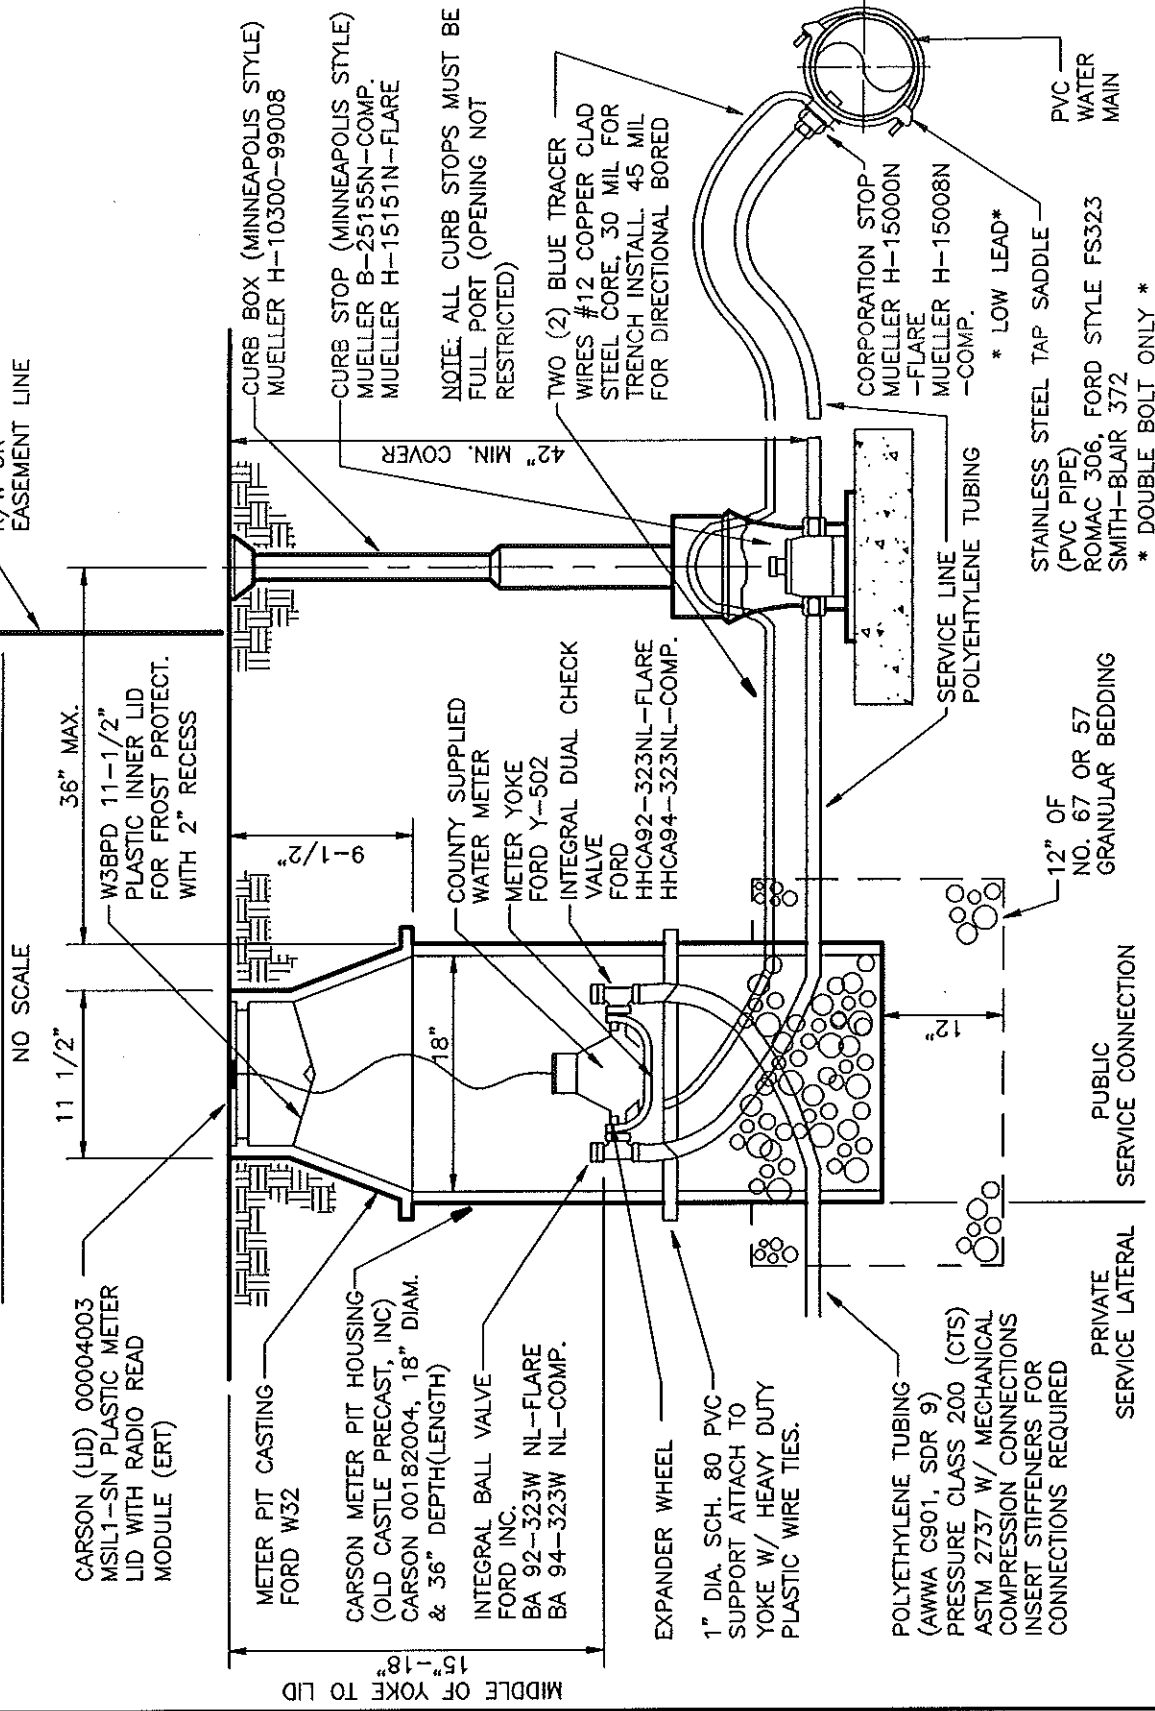 NO SCALE
EASEMENT LINE
11 1/2"
36" MAX.
CARSON (LID) 00004003
MSIL1-SN PLASTIC METER
LID WITH RADIO READ
MODULE (ERT)
W3BPD 11-1/2"
PLASTIC INNER LID
FOR FROST PROTECT.
WITH 2" RECESS
CURB BOX (MINNEAPOLIS STYLE)
MUELLER H-10300-99008
CURB STOP (MINNEAPOLIS STYLE)
MUELLER B-25155N-COMP.
MUELLER H-15151N-FLARE
NOTE: ALL CURB STOPS MUST BE
FULL PORT (OPENING NOT
RESTRICTED)
TWO (2) BLUE TRACER
WIRES #12 COPPER CLAD
STEEL CORE, 30 MIL FOR
TRENCH INSTALL. 45 MIL
FOR DIRECTIONAL BORED
9-1/2"
42" MIN. COVER
METER PIT CASTING
FORD W32
CARSON METER PIT HOUSING
(OLD CASTLE PRECAST, INC)
CARSON 00182004, 18" DIAM.
& 36" DEPTH(LENGTH)
18"
COUNTY SUPPLIED
WATER METER
METER YOKE
FORD Y-502
INTEGRAL DUAL CHECK
VALVE
FORD
HHCA92-323NL-FLARE
HHCA94-323NL-COMP.
INTEGRAL BALL VALVE
FORD INC.
BA 92-323W NL-FLARE
BA 94-323W NL-COMP.
MIDDLE OF YOKE TO LID
15"-18"
EXPANDER WHEEL
1" DIA. SCH. 80 PVC
SUPPORT ATTACH TO
YOKE W/ HEAVY DUTY
PLASTIC WIRE TIES.
POLYETHYLENE TUBING
(AWWA C901, SDR 9)
PRESSURE CLASS 200 (CTS)
ASTM 2737 W/ MECHANICAL
COMPRESSION CONNECTIONS
INSERT STIFFENERS FOR
CONNECTIONS REQUIRED
12"
12" OF
NO. 67 OR 57
GRANULAR BEDDING
SERVICE LINE
POLYEHTYLENE TUBING
CORPORATION STOP
MUELLER H-15000N
-FLARE
MUELLER H-15008N
-COMP.
* LOW LEAD*
PVC
WATER
MAIN
STAINLESS STEEL TAP SADDLE
(PVC PIPE)
ROMAC 306, FORD STYLE FS323
SMITH-BLAIR 372
* DOUBLE BOLT ONLY *
PRIVATE
SERVICE LATERAL
PUBLIC
SERVICE CONNECTION